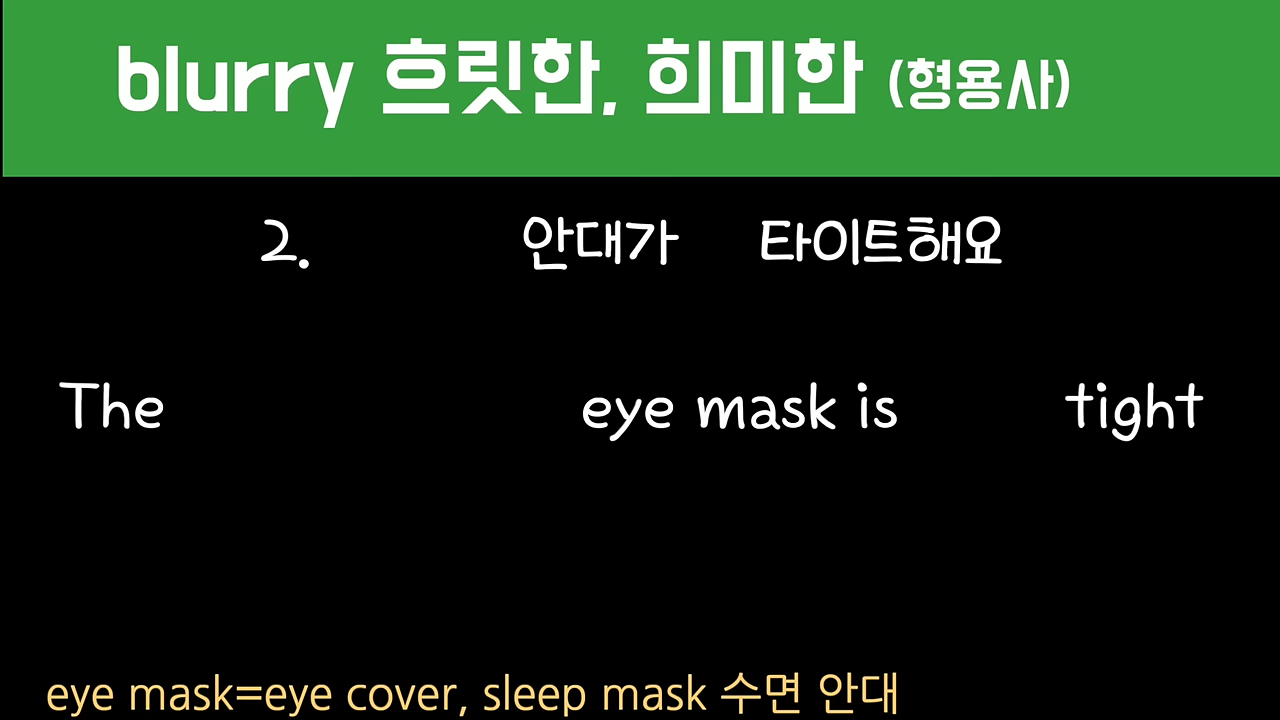 blurry 흐릿한, 희미한 (형용사)
2. 안대가 타이트해요
The eye mask is tight
eye mask=eye cover, sleep mask 수면 안대